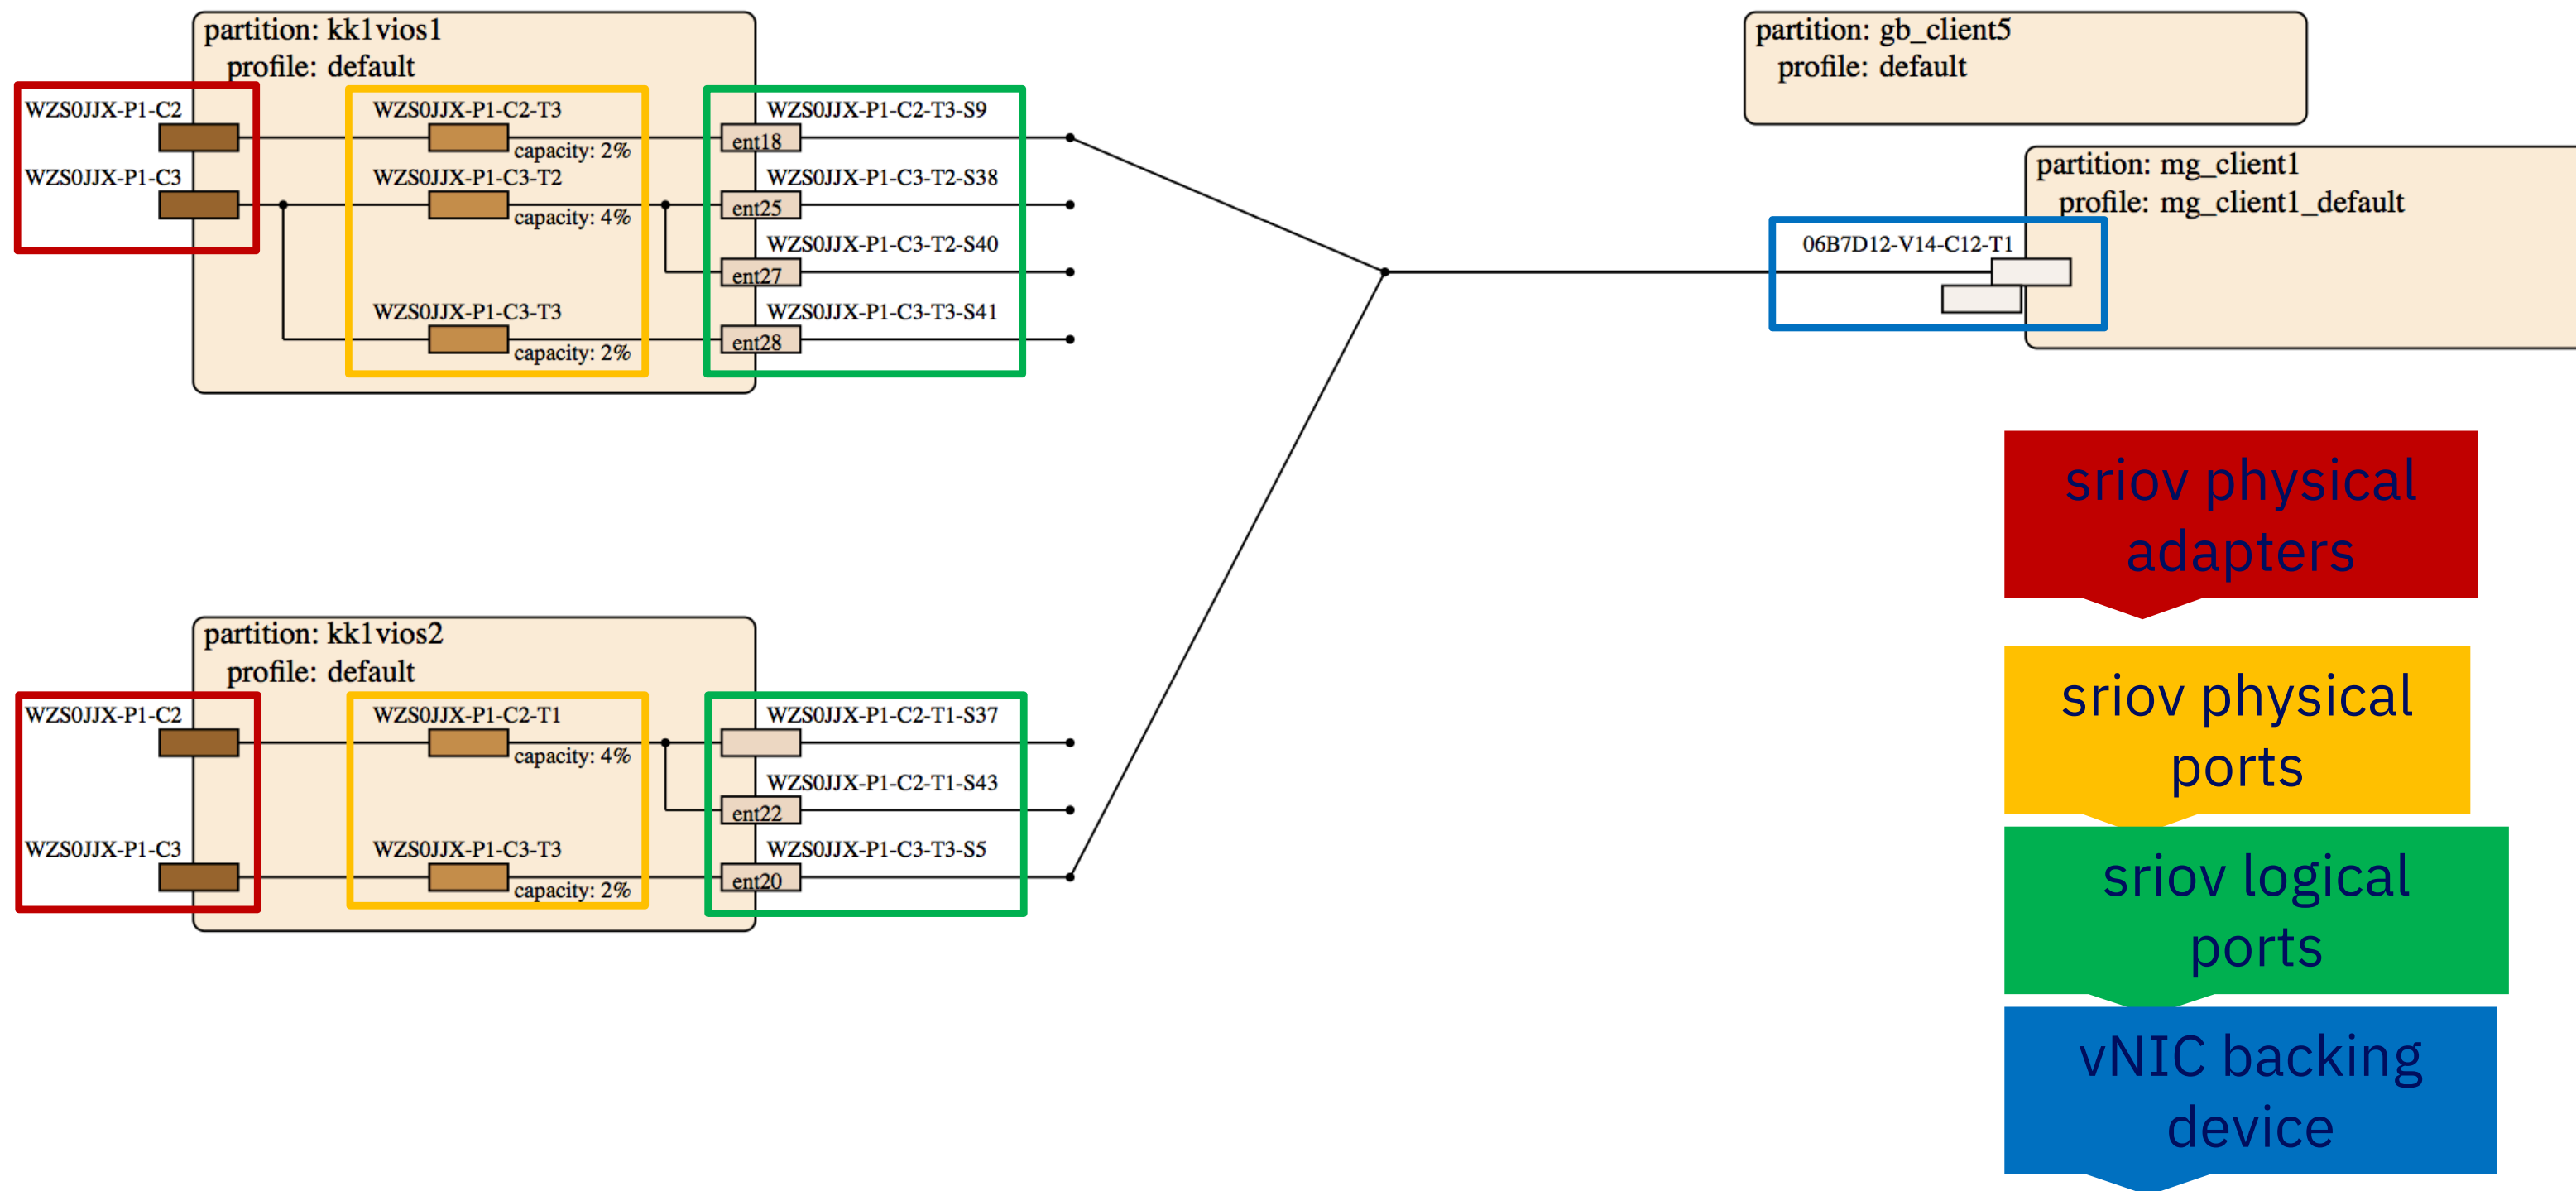 partition: kk1vios1
profile: default
WZS0JJX-P1-C2
WZS0JJX-P1-C2-T3
WZS0JJX-P1-C2-T3-S9
capacity: 2%
ent18
WZS0JJX-P1-C3
WZS0JJX-P1-C3-T2
WZS0JJX-P1-C3-T2-S38
capacity: 4%
ent25
WZS0JJX-P1-C3-T2-S40
ent27
WZS0JJX-P1-C3-T3
WZS0JJX-P1-C3-T3-S41
capacity: 2%
ent28
partition: gb_client5
profile: default
partition: mg_client1
profile: mg_client1_default
06B7D12-V14-C12-T1
partition: kk1vios2
profile: default
WZS0JJX-P1-C2
WZS0JJX-P1-C2-T1
WZS0JJX-P1-C2-T1-S37
capacity: 4%
WZS0JJX-P1-C2-T1-S43
ent22
WZS0JJX-P1-C3
WZS0JJX-P1-C3-T3
WZS0JJX-P1-C3-T3-S5
capacity: 2%
ent20
sriov physical
adapters
sriov physical
ports
sriov logical
ports
vNIC backing
device